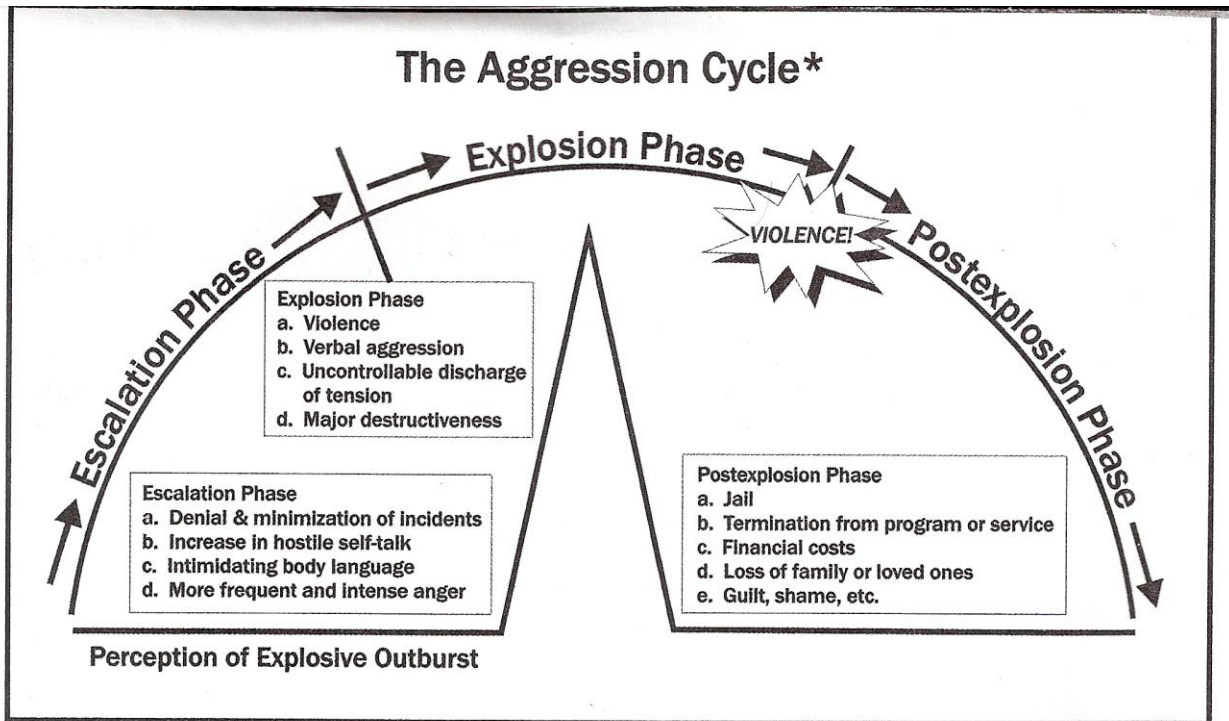 The Aggression Cycle*
Escalation Phase
Explosion Phase
VIOLENCE!
Postexplosion Phase
Explosion Phase
a. Violence
b. Verbal aggression
c. Uncontrollable discharge
of tension
d. Major destructiveness
Escalation Phase
a. Denial & minimization of incidents
b. Increase in hostile self-talk
c. Intimidating body language
d. More frequent and intense anger
Postexplosion Phase
a. Jail
b. Termination from program or service
c. Financial costs
d. Loss of family or loved ones
e. Guilt, shame, etc.
Perception of Explosive Outburst